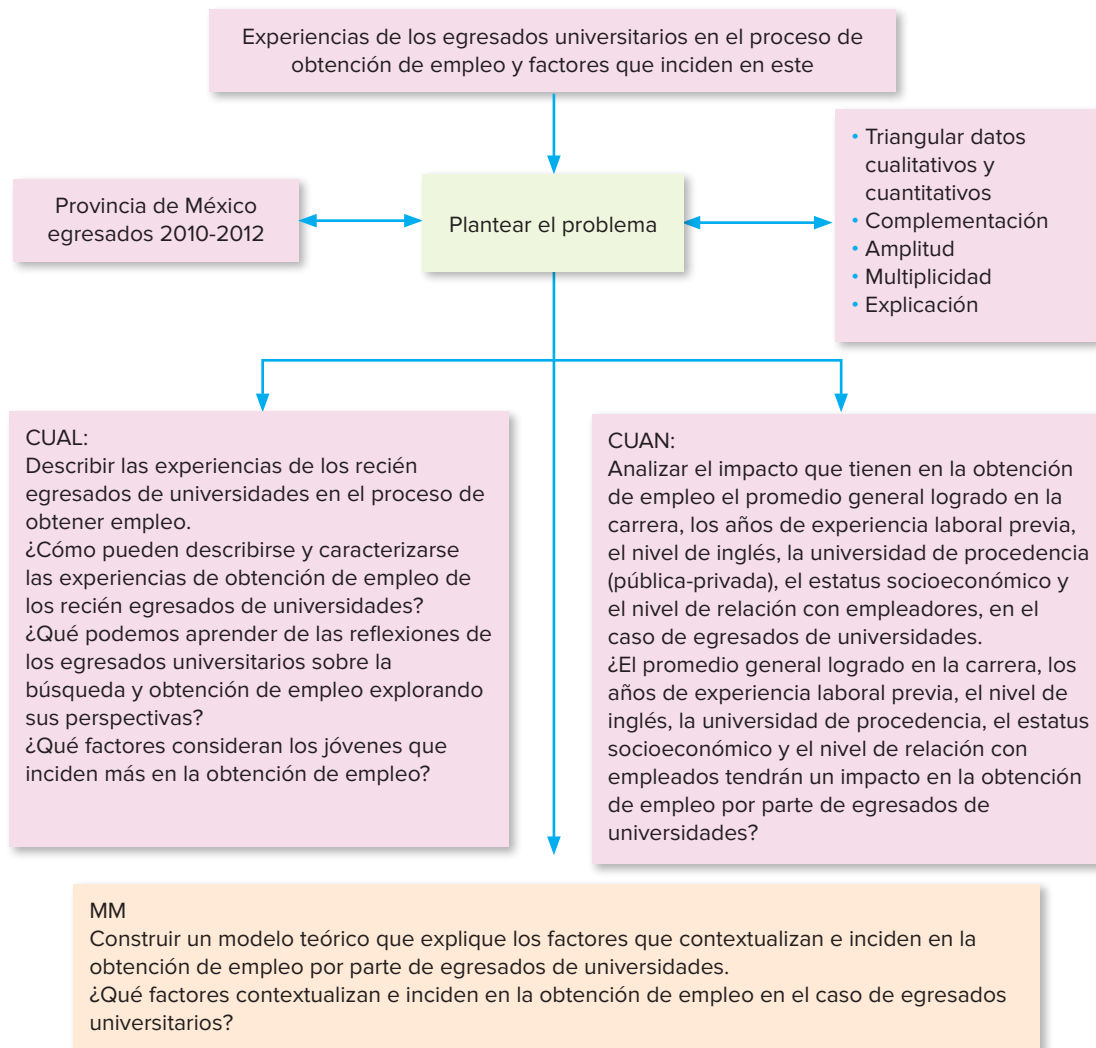 Experiencias de los egresados universitarios en el proceso de
obtención de empleo y factores que inciden en este
Provincia de México
egresados 2010-2012
Plantear el problema
• Triangular datos
cualitativos y
cuantitativos
• Complementación
• Amplitud
• Multiplicidad
• Explicación
CUAL:
Describir las experiencias de los recién
egresados de universidades en el proceso de
obtener empleo.
¿Cómo pueden describirse y caracterizarse
las experiencias de obtención de empleo de
los recién egresados de universidades?
¿Qué podemos aprender de las reflexiones de
los egresados universitarios sobre la
búsqueda y obtención de empleo explorando
sus perspectivas?
¿Qué factores consideran los jóvenes que
inciden más en la obtención de empleo?
CUAN:
Analizar el impacto que tienen en la obtención
de empleo el promedio general logrado en la
carrera, los años de experiencia laboral previa,
el nivel de inglés, la universidad de procedencia
(pública-privada), el estatus socioeconómico y
el nivel de relación con empleadores, en el
caso de egresados de universidades.
¿El promedio general logrado en la carrera, los
años de experiencia laboral previa, el nivel de
inglés, la universidad de procedencia, el estatus
socioeconómico y el nivel de relación con
empleados tendrán un impacto en la obtención
de empleo por parte de egresados de
universidades?
MM
Construir un modelo teórico que explique los factores que contextualizan e inciden en la
obtención de empleo por parte de egresados de universidades.
¿Qué factores contextualizan e inciden en la obtención de empleo en el caso de egresados
universitarios?